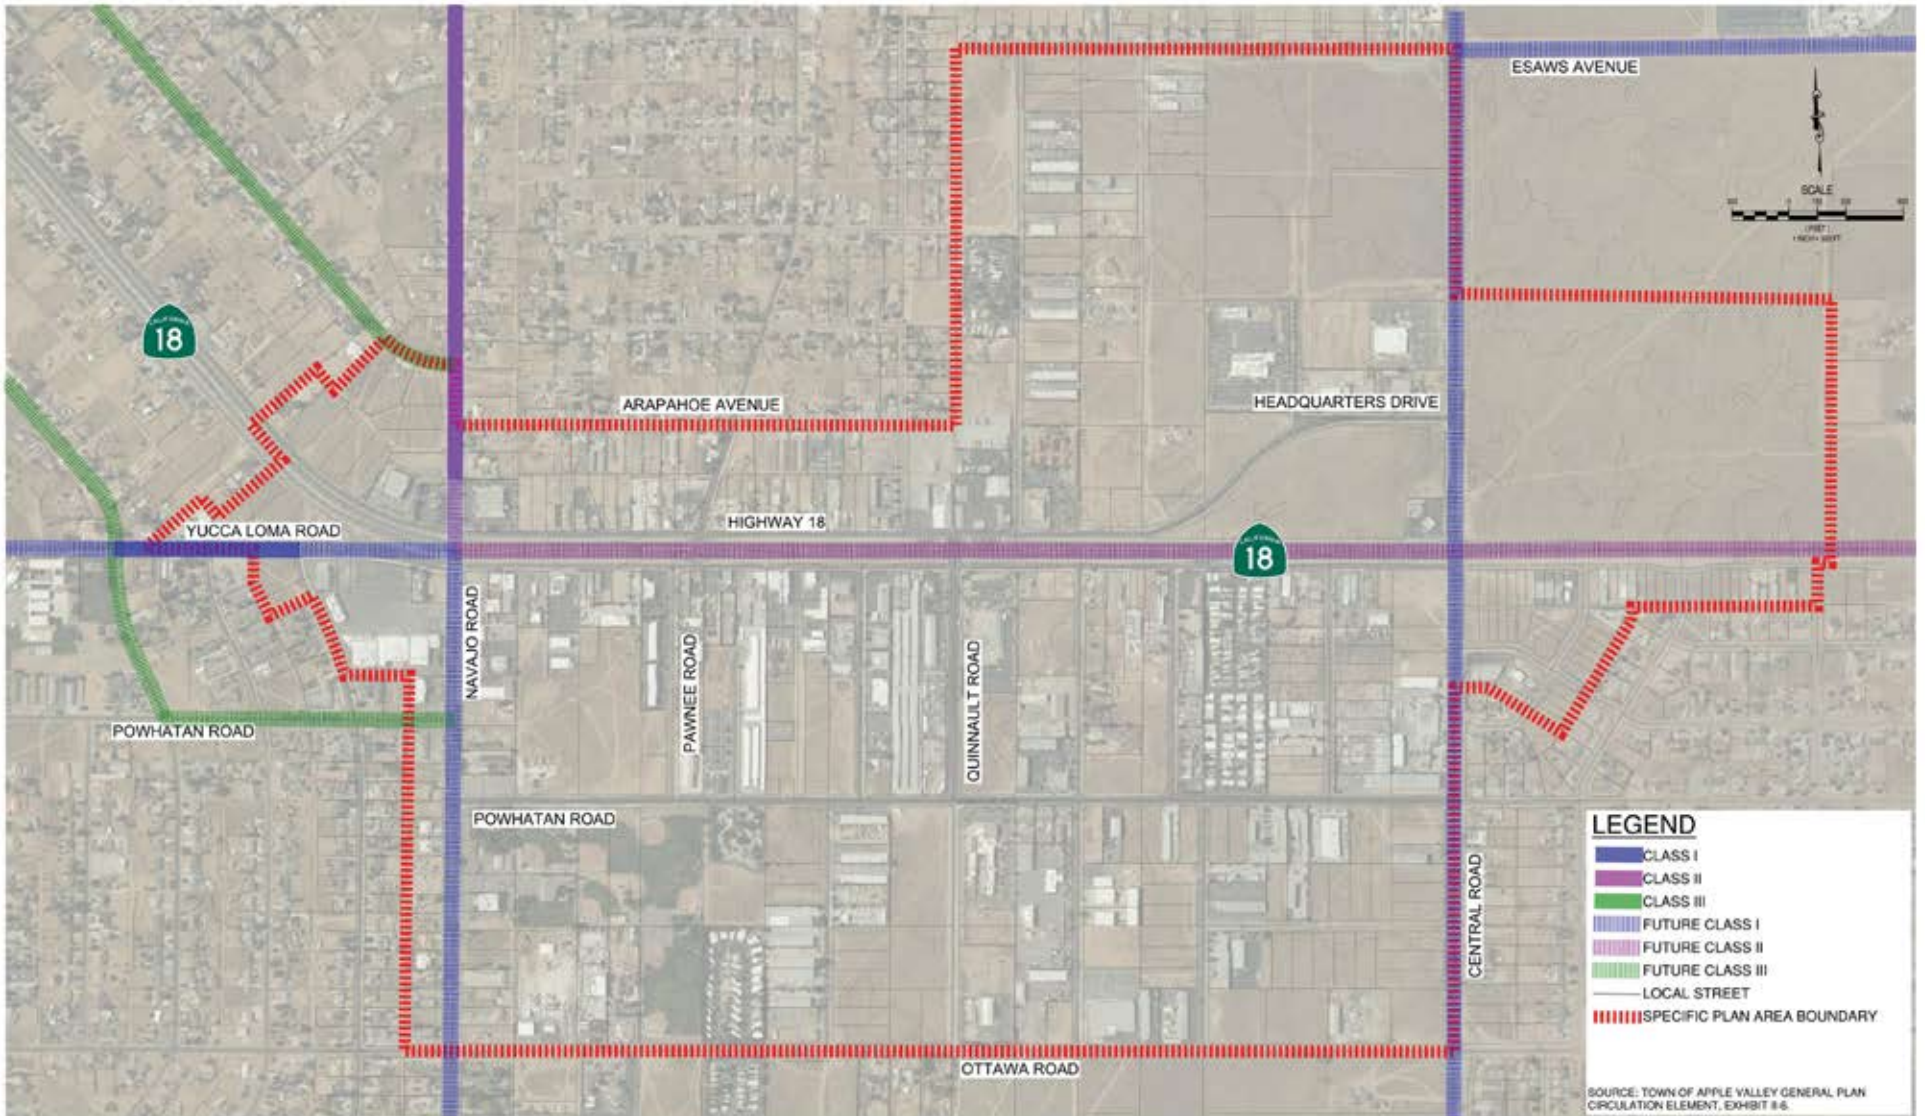 ESAWS AVENUE
SCALE
CALIFORNIA
18
ARAPAHOE AVENUE
HEADQUARTERS DRIVE
YUCCA LOMA ROAD
HIGHWAY 18
CALIFORNIA
18
NAVAJO ROAD
PAWNEE ROAD
QUINNAULT ROAD
POWHATAN ROAD
POWHATAN ROAD
CENTRAL ROAD
OTTAWA ROAD
LEGEND
CLASS I
CLASS II
CLASS III
FUTURE CLASS I
FUTURE CLASS II
FUTURE CLASS III
LOCAL STREET
SPECIFIC PLAN AREA BOUNDARY
SOURCE: TOWN OF APPLE VALLEY GENERAL PLAN
CIRCULATION ELEMENT, EXHIBIT II-6.